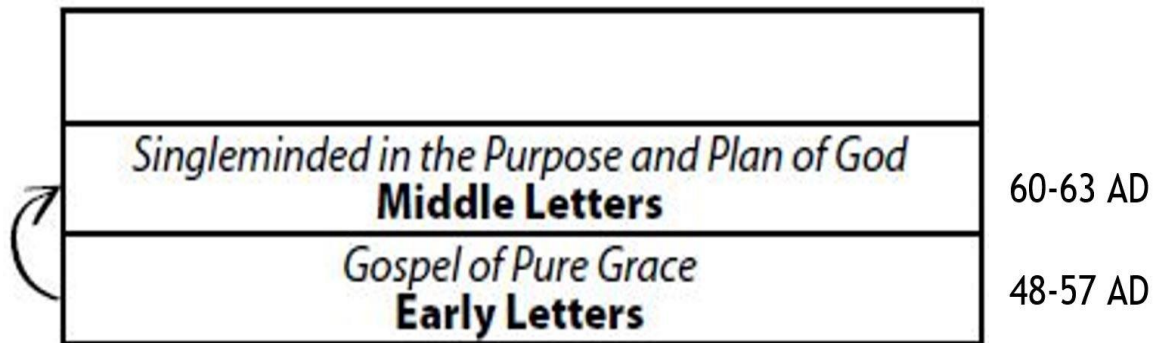 Singleminded in the Purpose and Plan of God
Middle Letters
60-63 AD
Gospel of Pure Grace
Early Letters
48-57 AD